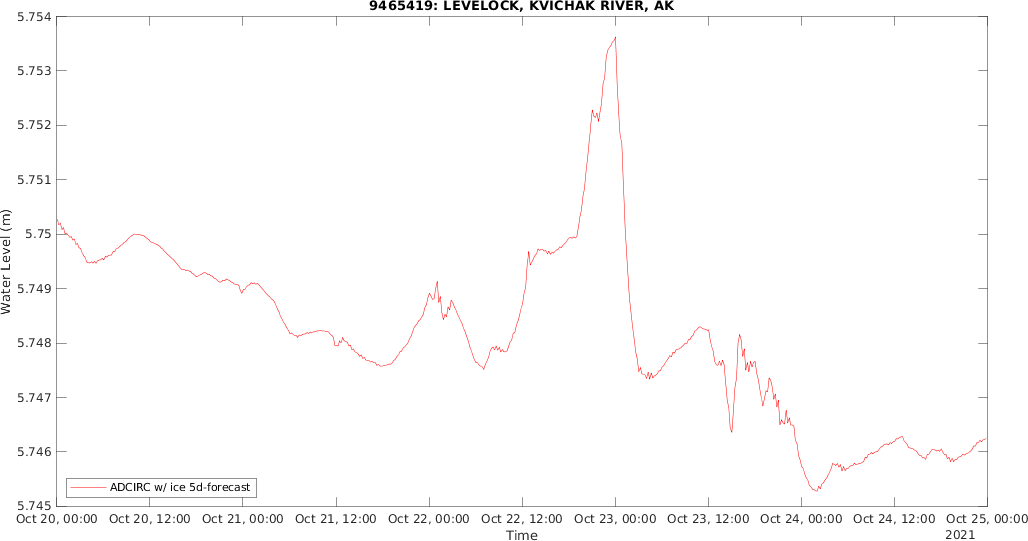 9465419: LEVELOCK, KVICHAK RIVER, AK
5.754
5.753
5.752
5.751
5.75
5.749
5.748
5.747
5.746
5.745
Water Level (m)
ADCIRC w/ ice 5d-forecast
Oct 20, 00:00 Oct 20, 12:00 Oct 21, 00:00 Oct 21, 12:00 Oct 22, 00:00 Oct 22, 12:00 Oct 23, 00:00 Oct 23, 12:00 Oct 24, 00:00 Oct 24, 12:00 Oct 25, 00:00
Time
2021